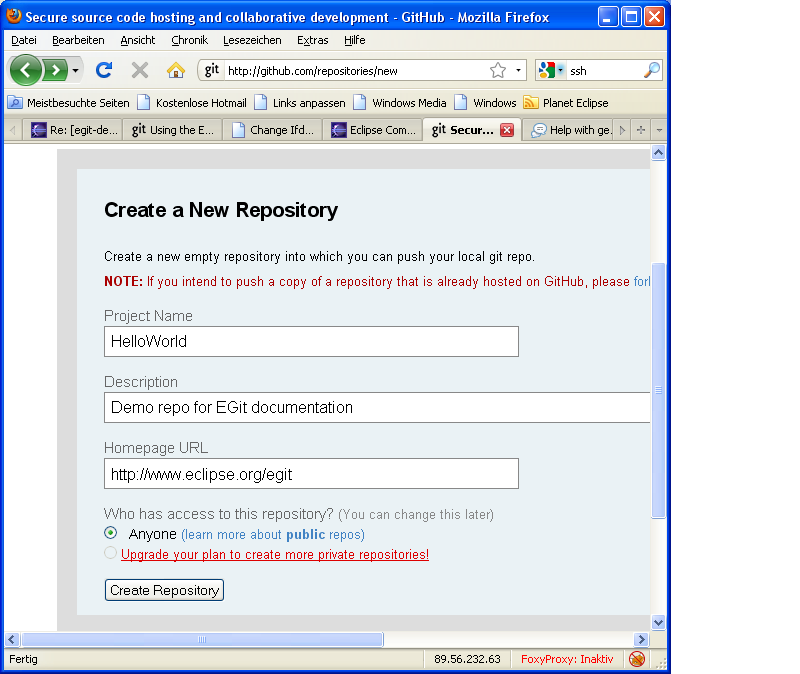 Secure source code hosting and collaborative development - GitHub - Mozilla Firefox
Datei Bearbeiten Ansicht Chronik Lesezeichen Extras Hilfe
git http://github.com/repositories/new ssh
Meistbesuchte Seiten Kostenlose Hotmail Links anpassen Windows Media Windows Planet Eclipse
Re: [egit-de... git Using the E... Change Ifd... Eclipse Com... git Secur... Help with ge.
Create a New Repository
Create a new empty repository into which you can push your local git repo.
NOTE: If you intend to push a copy of a repository that is already hosted on GitHub, please for
Project Name
HelloWorld
Description
Demo repo for EGit documentation
Homepage URL
http://www.eclipse.org/egit
Who has access to this repository? (You can change this later)
Anyone (learn more about public repos)
Upgrade your plan to create more private repositories!
Create Repository
Fertig 89.56.232.63 FoxyProxy: Inaktiv